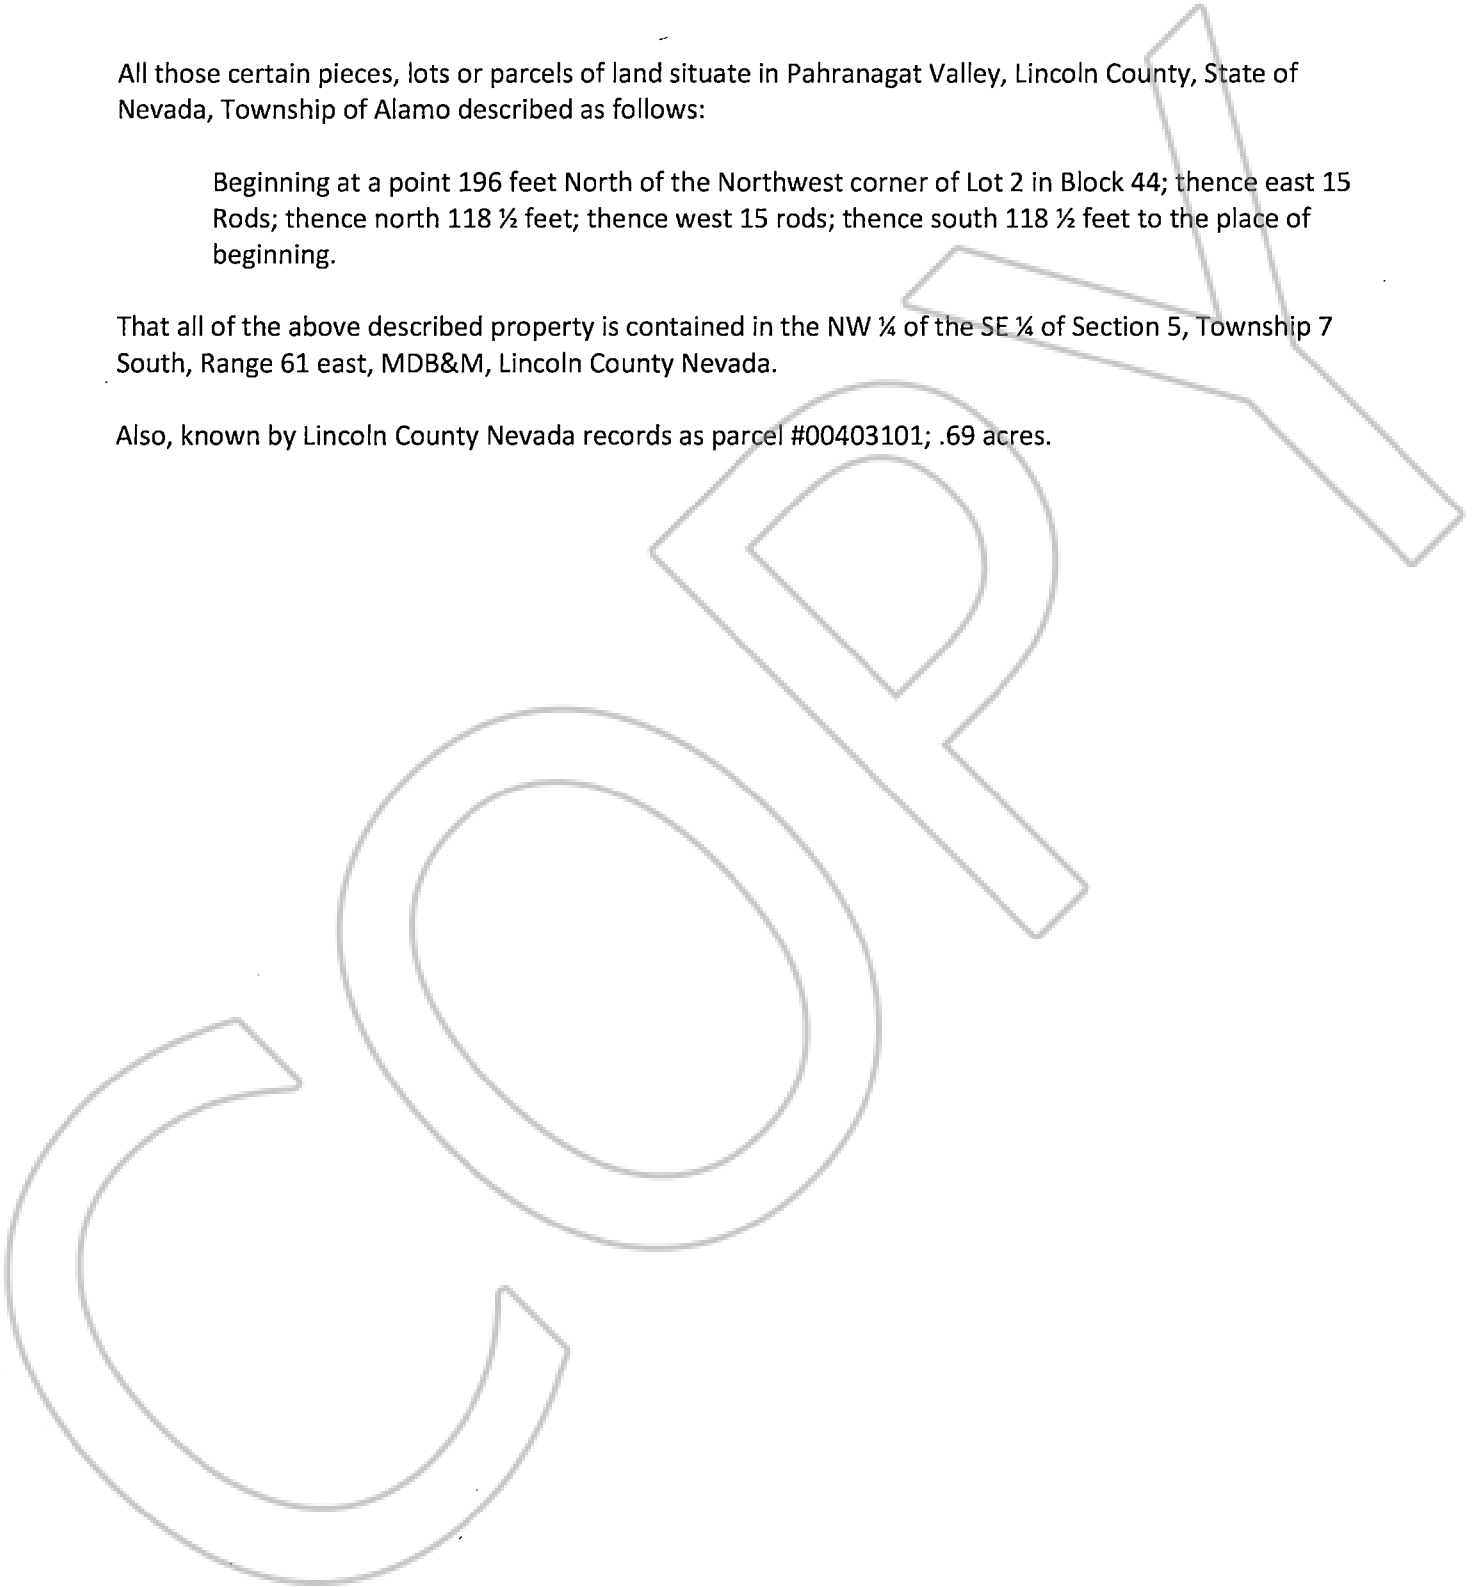 All those certain pieces, lots or parcels of land situate in Pahranagat Valley, Lincoln County, State of
Nevada, Township of Alamo described as follows:
Beginning at a point 196 feet North of the Northwest corner of Lot 2 in Block 44; thence east 15
Rods; thence north 118 ½ feet; thence west 15 rods; thence south 118 ½ feet to the place of
beginning.
That all of the above described property is contained in the NW ¼ of the SE ¼ of Section 5, Township 7
South, Range 61 east, MDB&M, Lincoln County Nevada.
Also, known by Lincoln County Nevada records as parcel #00403101; .69 acres.
COPY